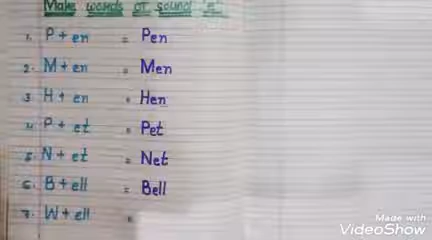 Make words of sound "e"
1. P + en = Pen
2. M + en = Men
3. H + en = Hen
4. P + et = Pet
5. N + et = Net
6. B + ell = Bell
7. W + ell =
Made with
VideoShow